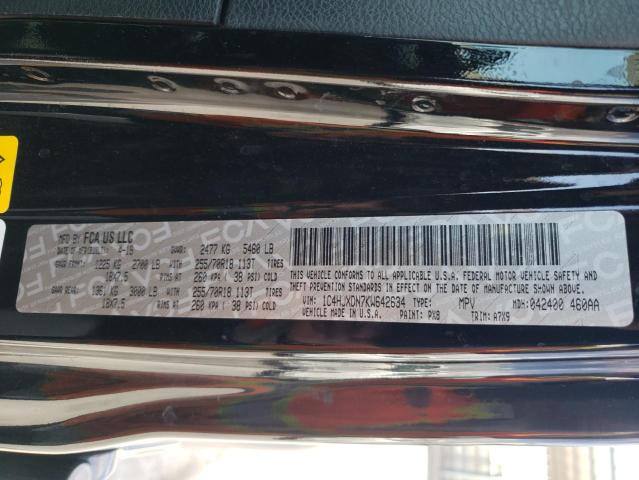 MFD BY FCA US LLC
DATE OF MFR 4-19 GVWR: 2477 KG 5460 LB
GAWR FRONT: 1225 KG 2700 LB WITH 255/70R18 113T TIRES
18X7.5 RIMS AT 260 KPA ( 38 PSI) COLD
GAWR REAR: 1361 KG 3000 LB WITH 255/70R18 113T TIRES
18X7.5 RIMS AT 260 KPA ( 38 PSI) COLD
THIS VEHICLE CONFORMS TO ALL APPLICABLE U.S.A. FEDERAL MOTOR VEHICLE SAFETY
AND THEFT PREVENTION STANDARDS IN EFFECT ON THE DATE OF MANUFACTURE SHOWN ABOVE.
VEHICLE MADE IN U.S.A.
VIN: 1C4HJXDN7KW642634 TYPE: MPV MDH: 042400 460AA
PAINT: PX8 TRIM: A7X9